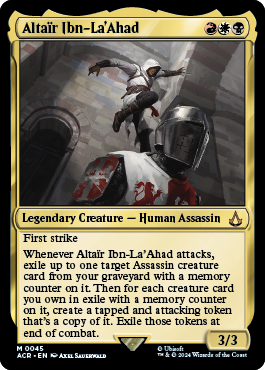 Altaïr Ibn-La'Ahad
Legendary Creature — Human Assassin
First strike
Whenever Altaïr Ibn-La'Ahad attacks,
exile up to one target Assassin creature
card from your graveyard with a memory
counter on it. Then for each creature card
you own in exile with a memory counter
on it, create a tapped and attacking token
that's a copy of it. Exile those tokens
at end of combat.
3/3
M 0045
ACR • EN AXEL SAUERWALD
© Ubisoft
™ & © 2024 Wizards of the Coast